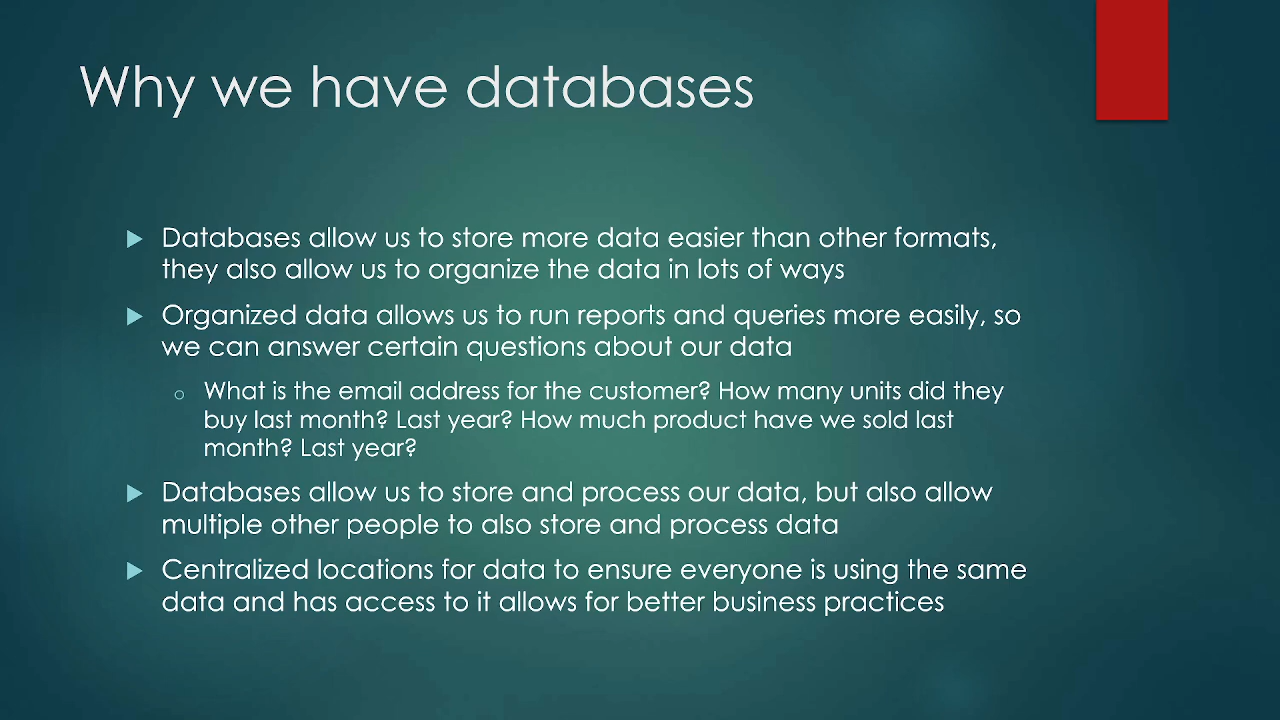 Why we have databases
Databases allow us to store more data easier than other formats,
they also allow us to organize the data in lots of ways
Organized data allows us to run reports and queries more easily, so
we can answer certain questions about our data
What is the email address for the customer? How many units did they
buy last month? Last year? How much product have we sold last
month? Last year?
Databases allow us to store and process our data, but also allow
multiple other people to also store and process data
Centralized locations for data to ensure everyone is using the same
data and has access to it allows for better business practices